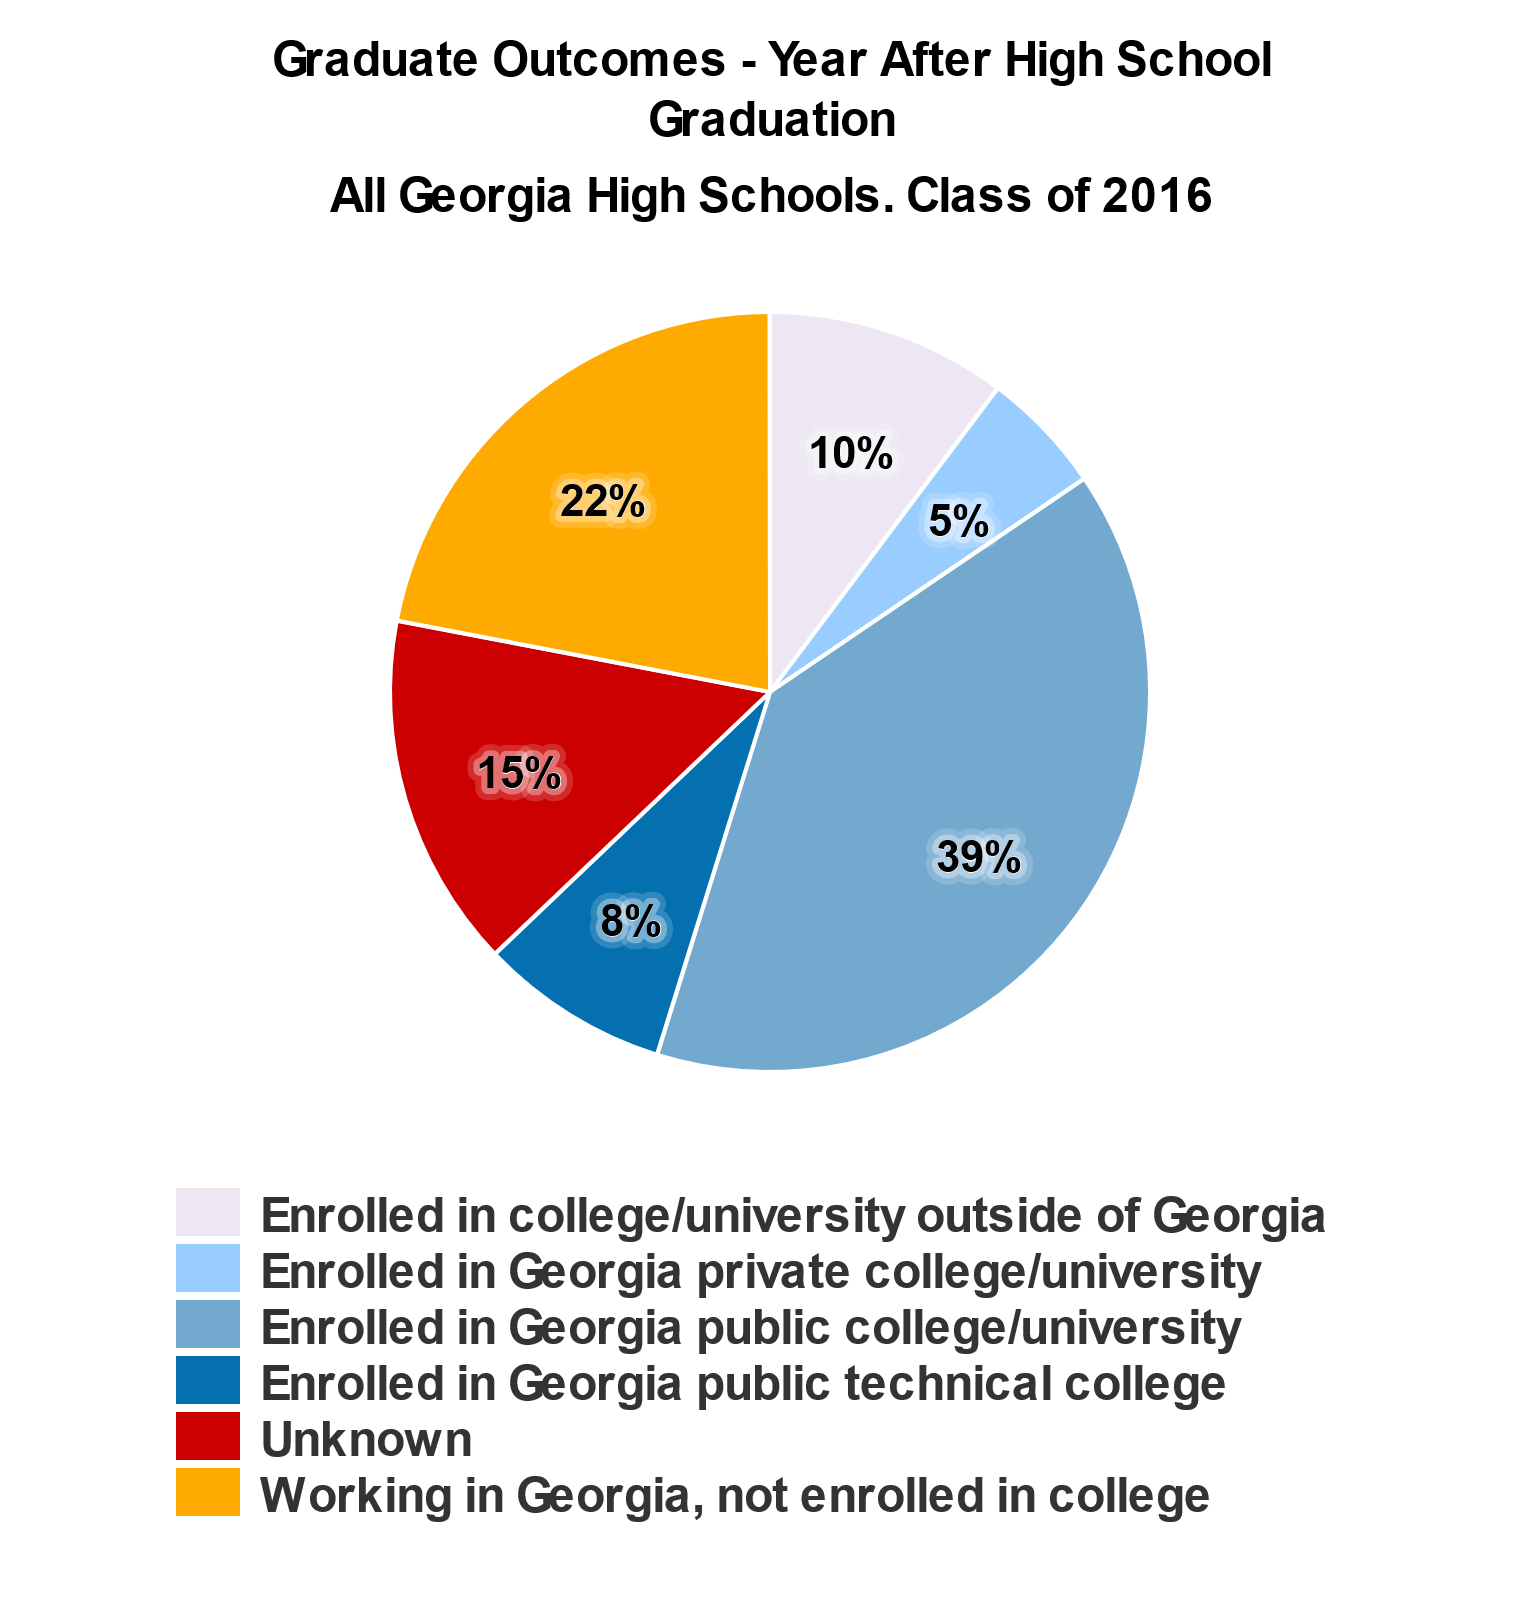 Graduate Outcomes - Year After High School
Graduation
All Georgia High Schools. Class of 2016
10%
5%
22%
15%
39%
8%
Enrolled in college/university outside of Georgia
Enrolled in Georgia private college/university
Enrolled in Georgia public college/university
Enrolled in Georgia public technical college
Unknown
Working in Georgia, not enrolled in college